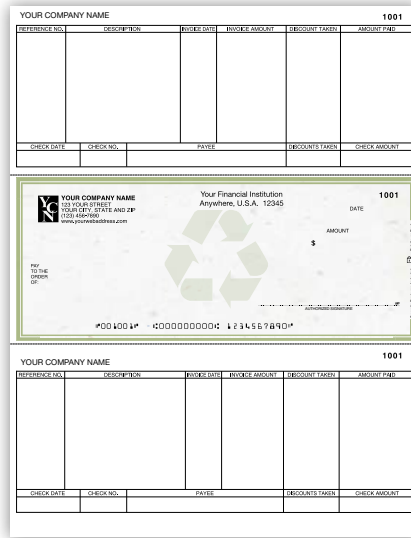 YOUR COMPANY NAME 1001
REFERENCE NO. DESCRIPTION INVOICE DATE INVOICE AMOUNT DISCOUNT TAKEN AMOUNT PAID
CHECK DATE CHECK NO. PAYEE DISCOUNTS TAKEN CHECK AMOUNT
YCN
YOUR COMPANY NAME
123 YOUR STREET
YOUR CITY, STATE AND ZIP
(123) 456-7890
www.yourwebaddress.com
Your Financial Institution
Anywhere, U.S.A. 12345
1001
DATE
AMOUNT
$
PAY
TO THE
ORDER
OF:
AUTHORIZED SIGNATURE
⑈001001⑈ ⑆000000000⑆ 1234567890⑈
YOUR COMPANY NAME 1001
REFERENCE NO. DESCRIPTION INVOICE DATE INVOICE AMOUNT DISCOUNT TAKEN AMOUNT PAID
CHECK DATE CHECK NO. PAYEE DISCOUNTS TAKEN CHECK AMOUNT